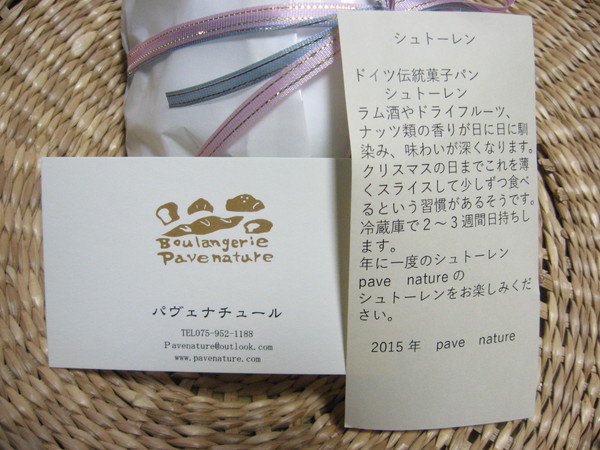 シュトーレン
ドイツ伝統菓子パン
シュトーレン
ラム酒やドライフルーツ、
ナッツ類の香りが日に日に馴
染み、味わいが深くなります。
クリスマスの日までこれを薄
くスライスして少しずつ食べ
るという習慣があるそうです。
冷蔵庫で2～3週間日持ちし
ます。
年に一度のシュトーレン
pave nature の
シュトーレンをお楽しみくだ
さい。
2015年 pave nature
Boulangerie
Pavenature
パヴェナチュール
TEL075-952-1188
Pavenature@outlook.com
www.pavenature.com